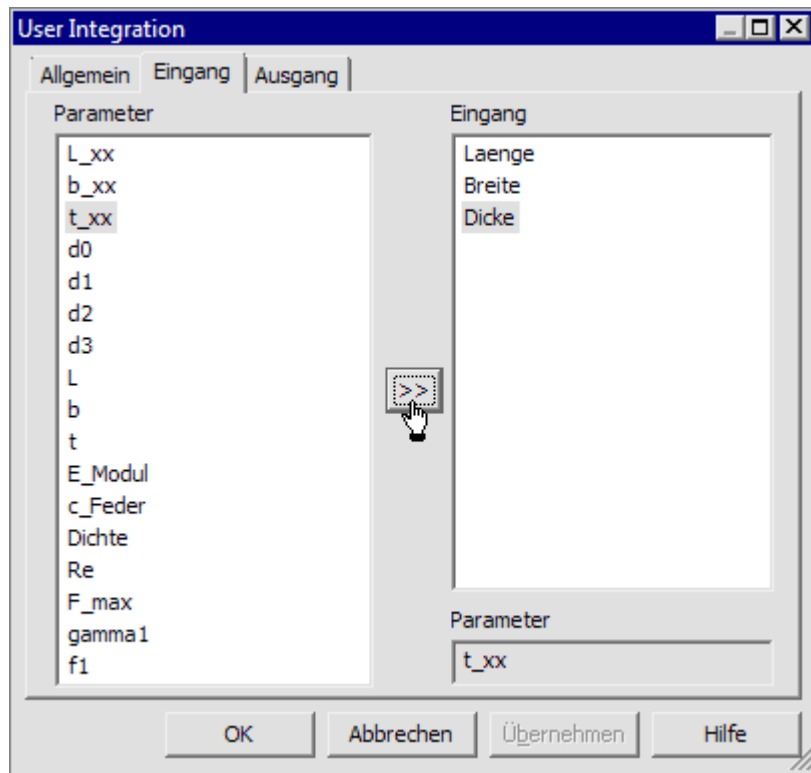 User Integration
Allgemein Eingang Ausgang
Parameter
L_xx
b_xx
t_xx
d0
d1
d2
d3
L
b
t
E_Modul
c_Feder
Dichte
Re
F_max
gamma1
f1
>>
Eingang
Laenge
Breite
Dicke
Parameter
t_xx
OK Abbrechen Übernehmen Hilfe